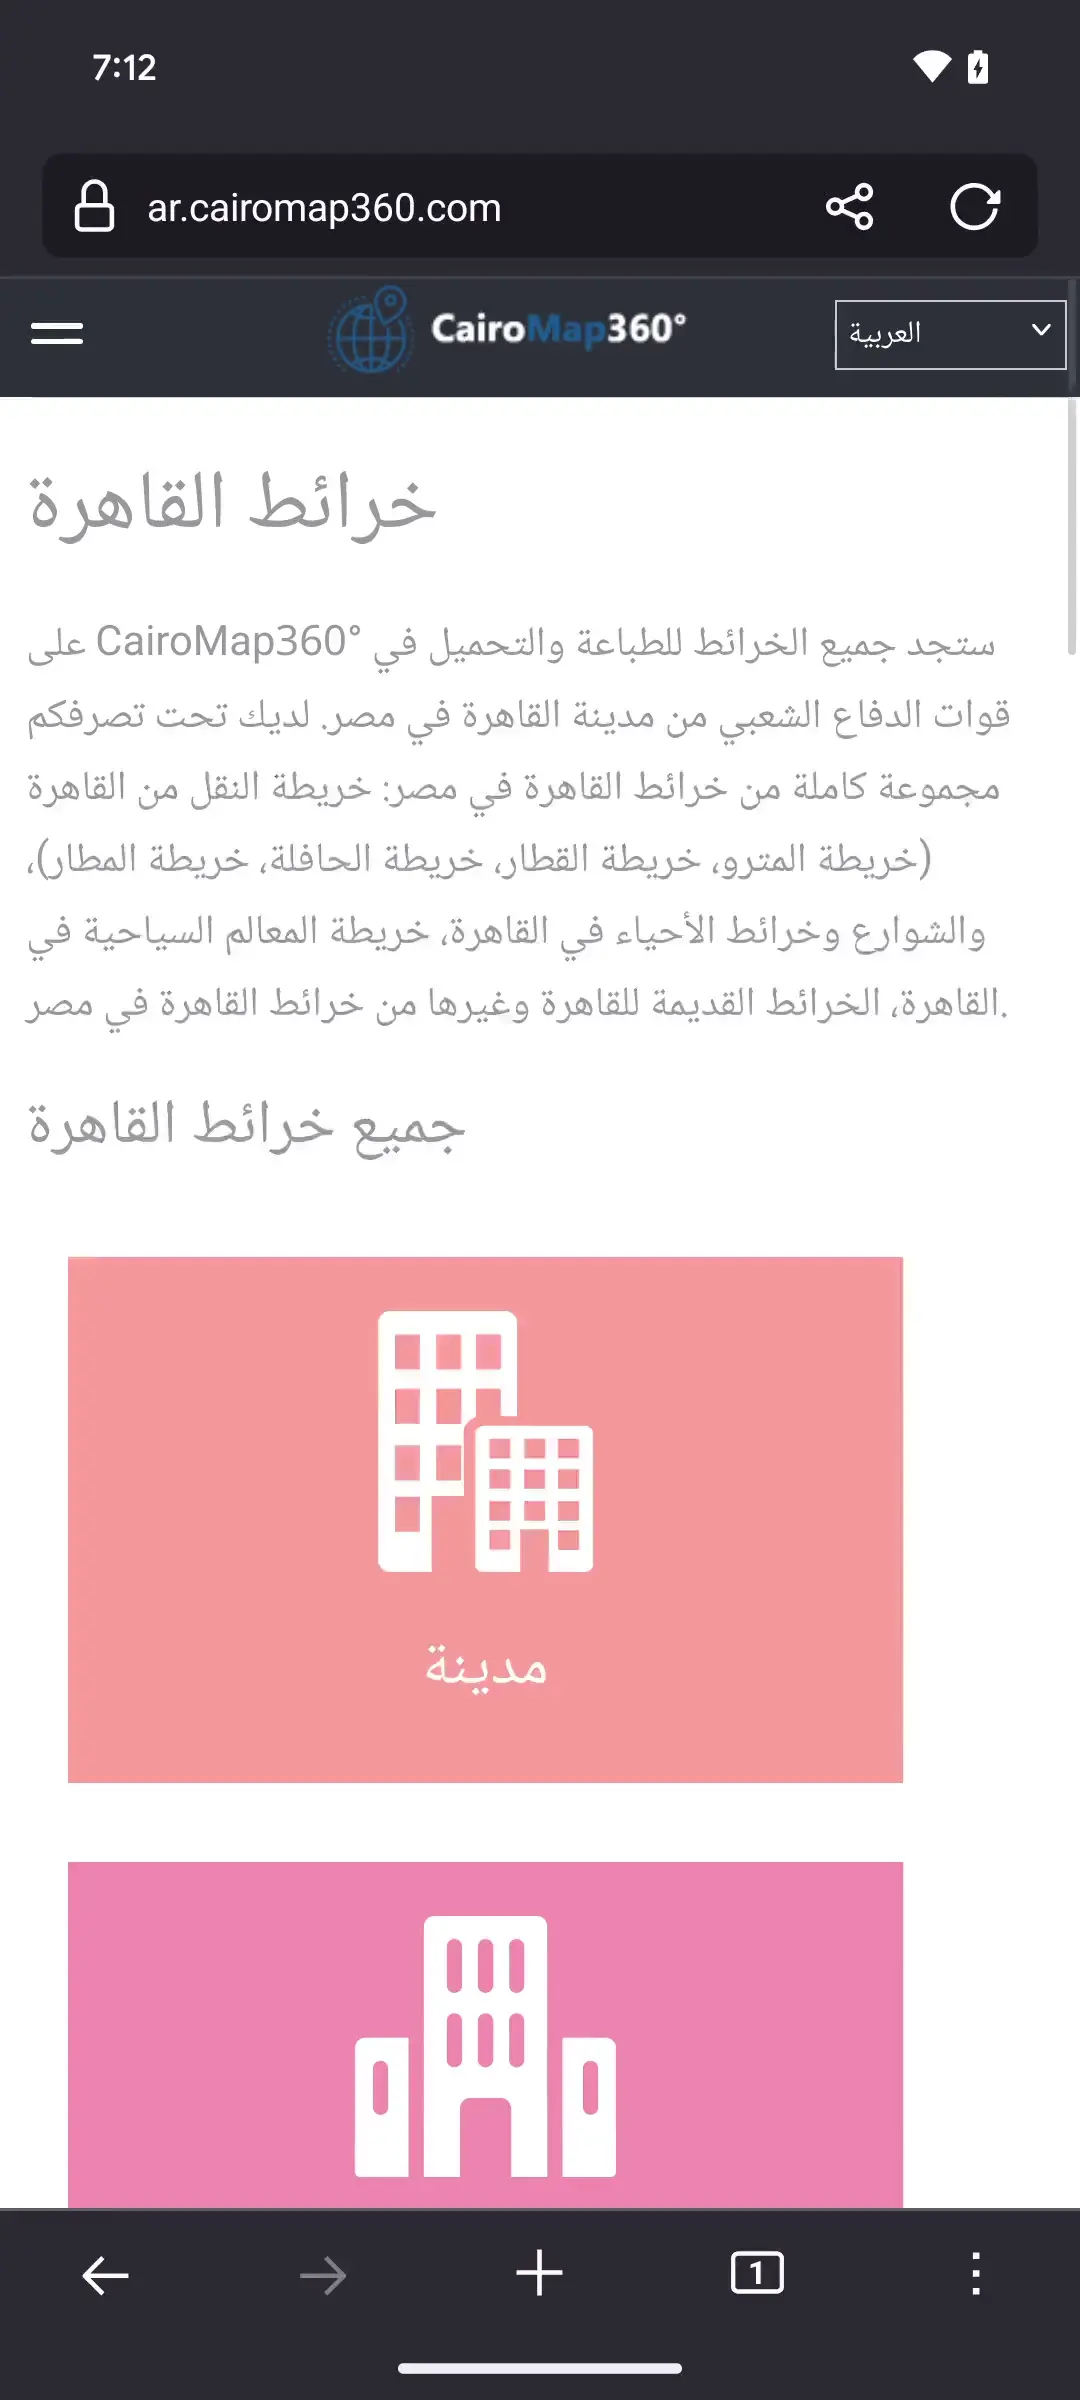 7:12
ar.cairomap360.com
CairoMap360°
العربية
خرائط القاهرة
ستجد جميع الخرائط للطباعة والتحميل في CairoMap360° على
قوات الدفاع الشعبي من مدينة القاهرة في مصر. لديك تحت تصرفكم
مجموعة كاملة من خرائط القاهرة في مصر: خريطة النقل من القاهرة
(خريطة المترو، خريطة القطار، خريطة الحافلة، خريطة المطار)،
والشوارع وخرائط الأحياء في القاهرة، خريطة المعالم السياحية في
القاهرة، الخرائط القديمة للقاهرة وغيرها من خرائط القاهرة في مصر.
جميع خرائط القاهرة
مدينة
1